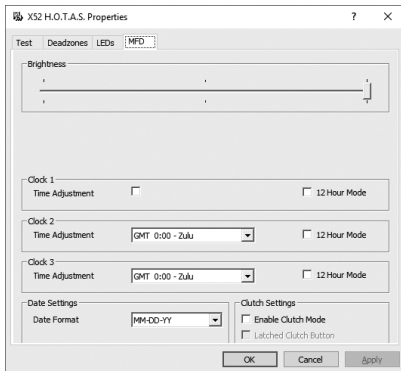 X52 H.O.T.A.S. Properties ? X
Test Deadzones LEDs MFD
Brightness
Clock 1
Time Adjustment 12 Hour Mode
Clock 2
Time Adjustment GMT 0:00 - Zulu 12 Hour Mode
Clock 3
Time Adjustment GMT 0:00 - Zulu 12 Hour Mode
Date Settings Clutch Settings
Date Format MM-DD-YY Enable Clutch Mode
Latched Clutch Button
OK Cancel Apply